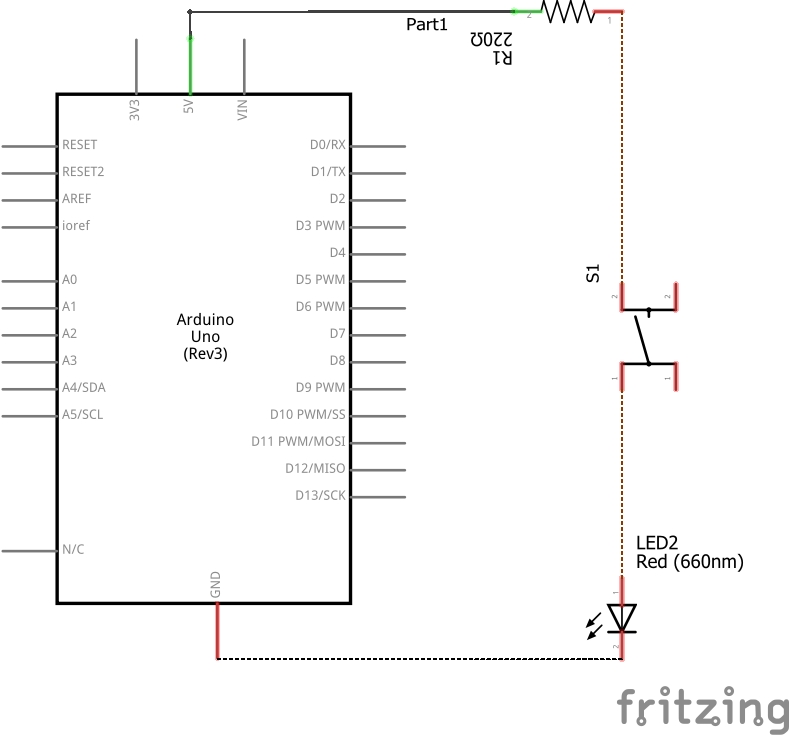 2
1
Part1
R1
220Ω
3V3
5V
VIN
RESET
RESET2
AREF
ioref
A0
A1
A2
A3
A4/SDA
A5/SCL
N/C
D0/RX
D1/TX
D2
D3 PWM
D4
D5 PWM
D6 PWM
D7
D8
D9 PWM
D10 PWM/SS
D11 PWM/MOSI
D12/MISO
D13/SCK
Arduino
Uno
(Rev3)
GND
S1
2
2
1
1
LED2
Red (660nm)
1
2
fritzing